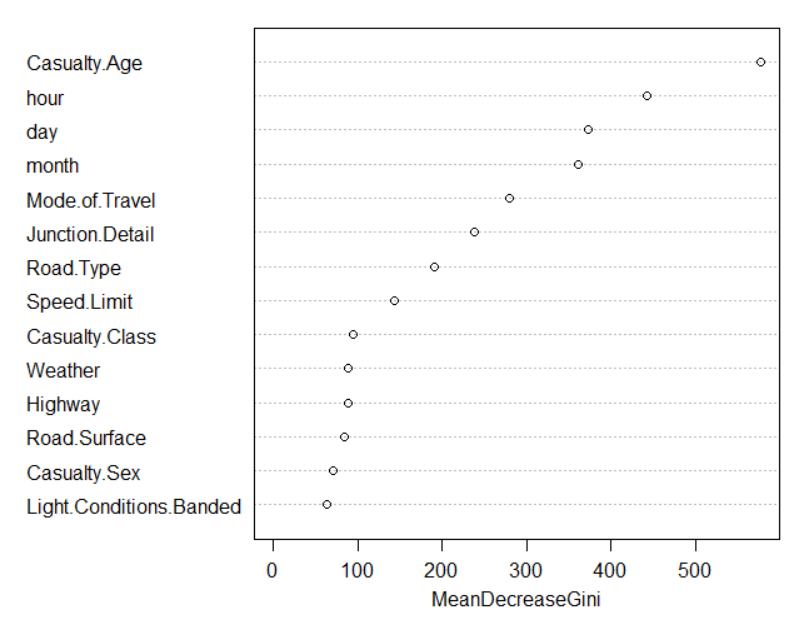 Casualty.Age
hour
day
month
Mode.of.Travel
Junction.Detail
Road.Type
Speed.Limit
Casualty.Class
Weather
Highway
Road.Surface
Casualty.Sex
Light.Conditions.Banded
0 100 200 300 400 500
MeanDecreaseGini